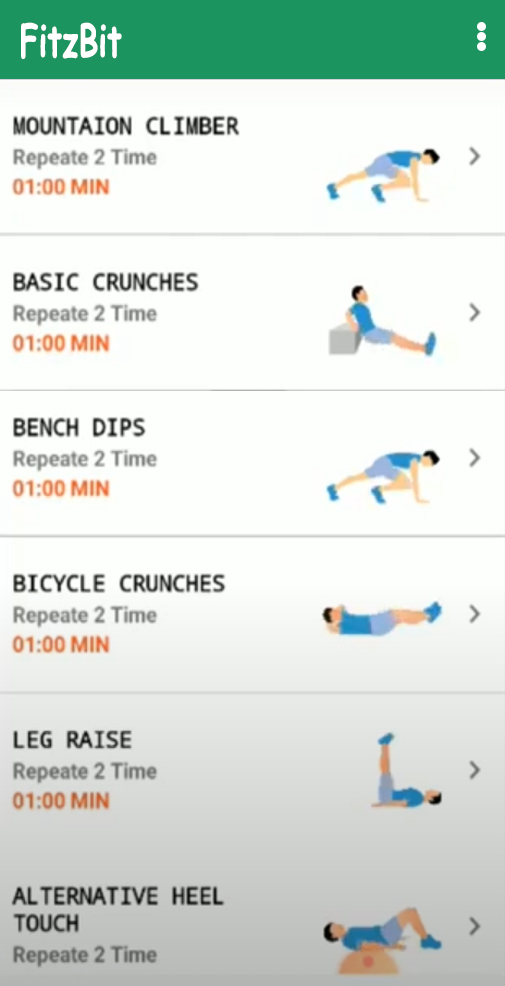 FitzBit
MOUNTAION CLIMBER
Repeate 2 Time
01:00 MIN
BASIC CRUNCHES
Repeate 2 Time
01:00 MIN
BENCH DIPS
Repeate 2 Time
01:00 MIN
BICYCLE CRUNCHES
Repeate 2 Time
01:00 MIN
LEG RAISE
Repeate 2 Time
01:00 MIN
ALTERNATIVE HEEL
TOUCH
Repeate 2 Time